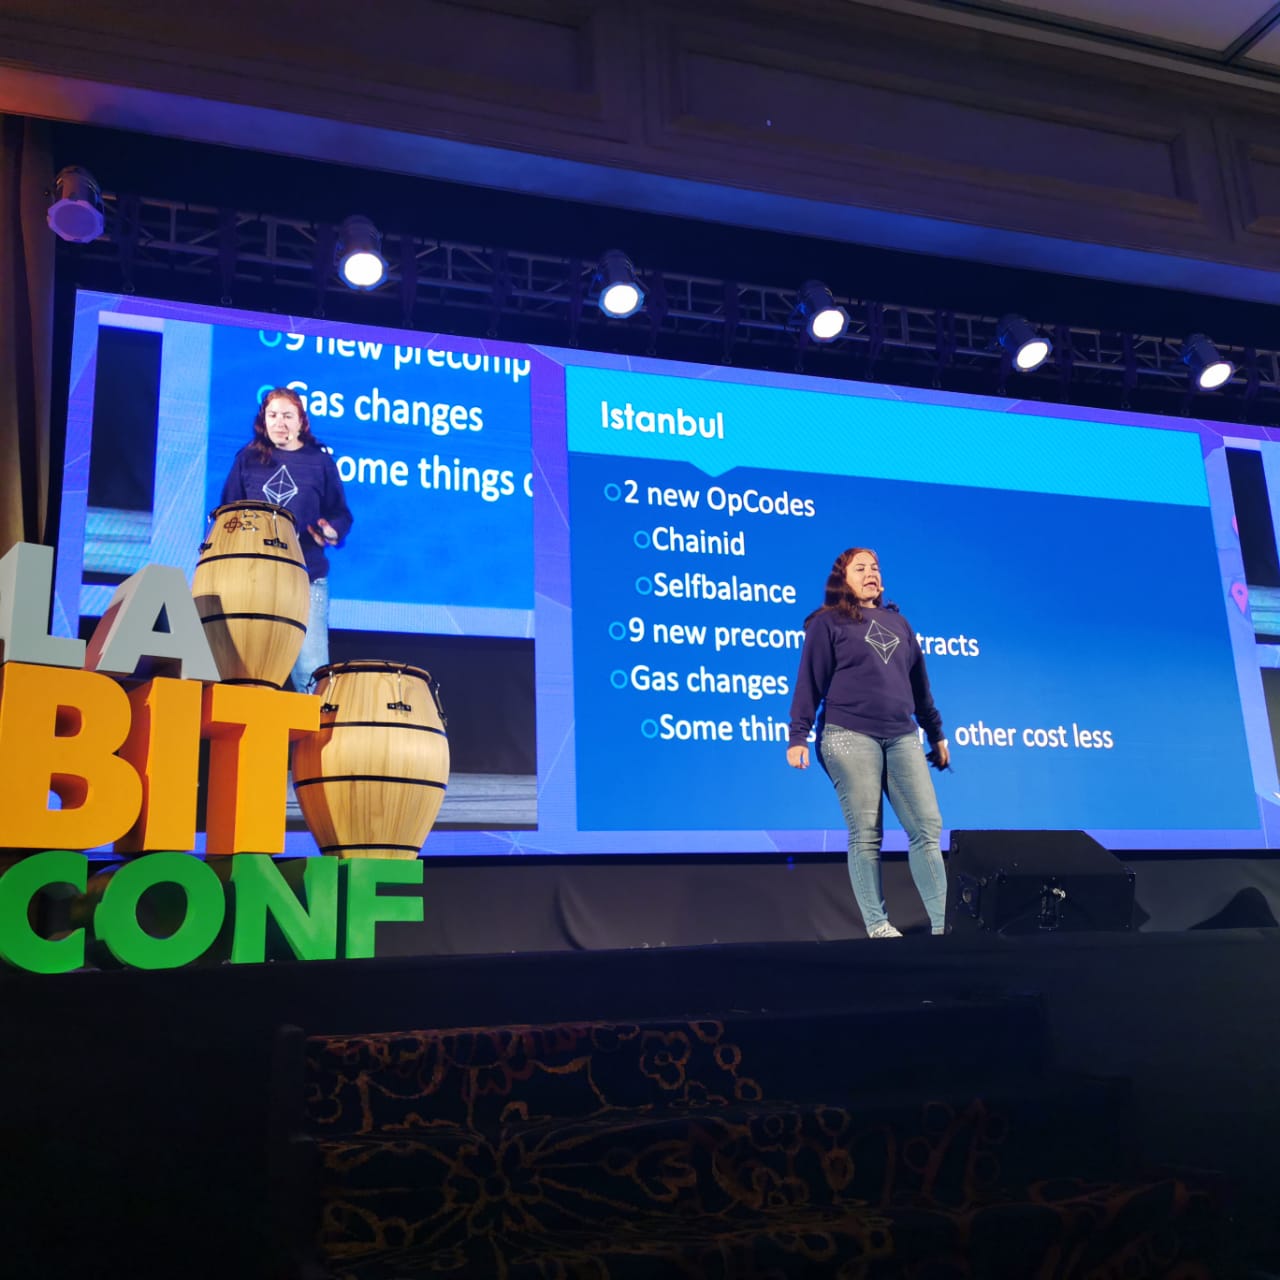 9 new precomp
Gas changes
ome things
Istanbul
2 new OpCodes
Chainid
Selfbalance
9 new precom tracts
Gas changes
Some thin other cost less
LA
BIT
CONF